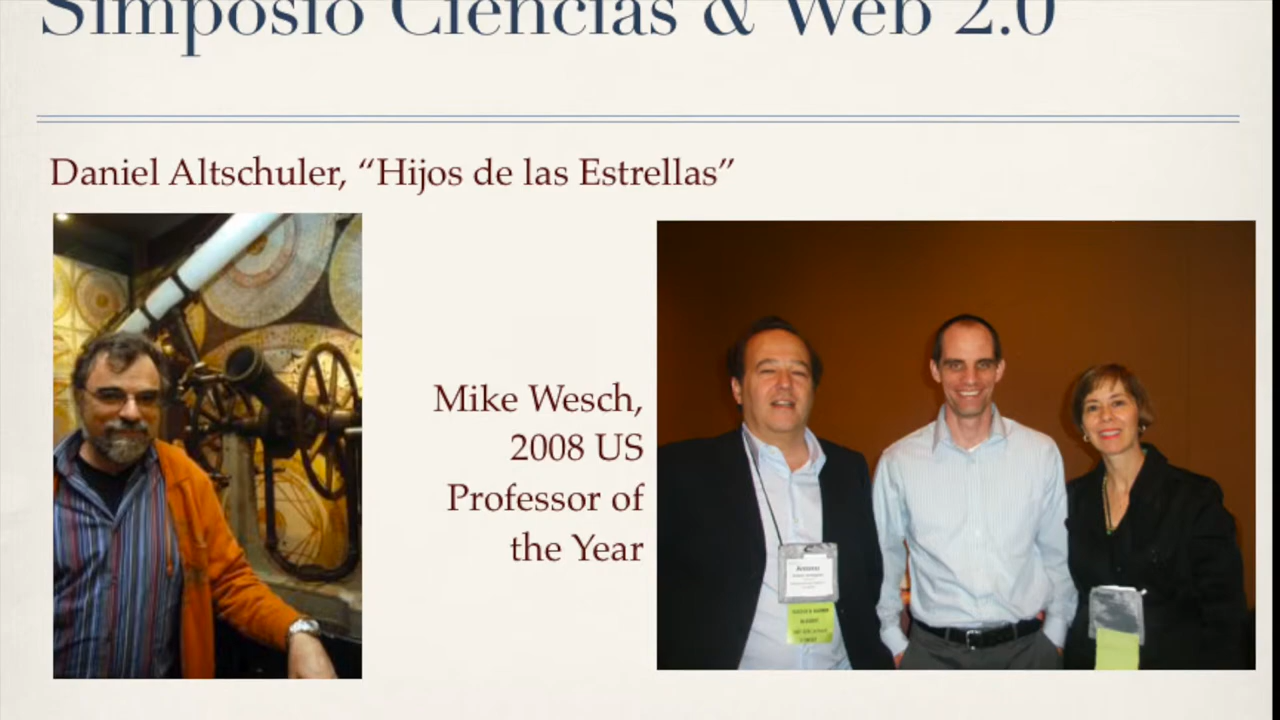 Simposio Ciencias & Web 2.0
Daniel Altschuler, “Hijos de las Estrellas”
Mike Wesch,
2008 US
Professor of
the Year
Antonio